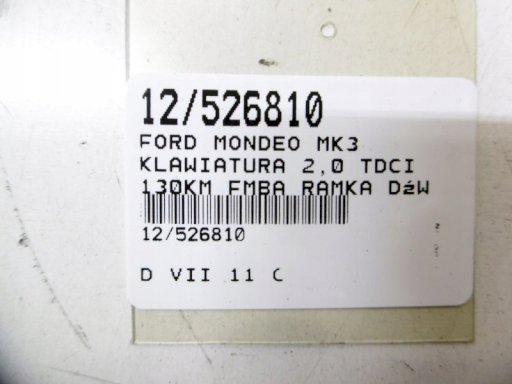 12/526810
FORD MONDEO MK3
KLAWIATURA 2,0 TDCI
130KM FMBA RAMKA DźW
12/526810
D VII 11 C